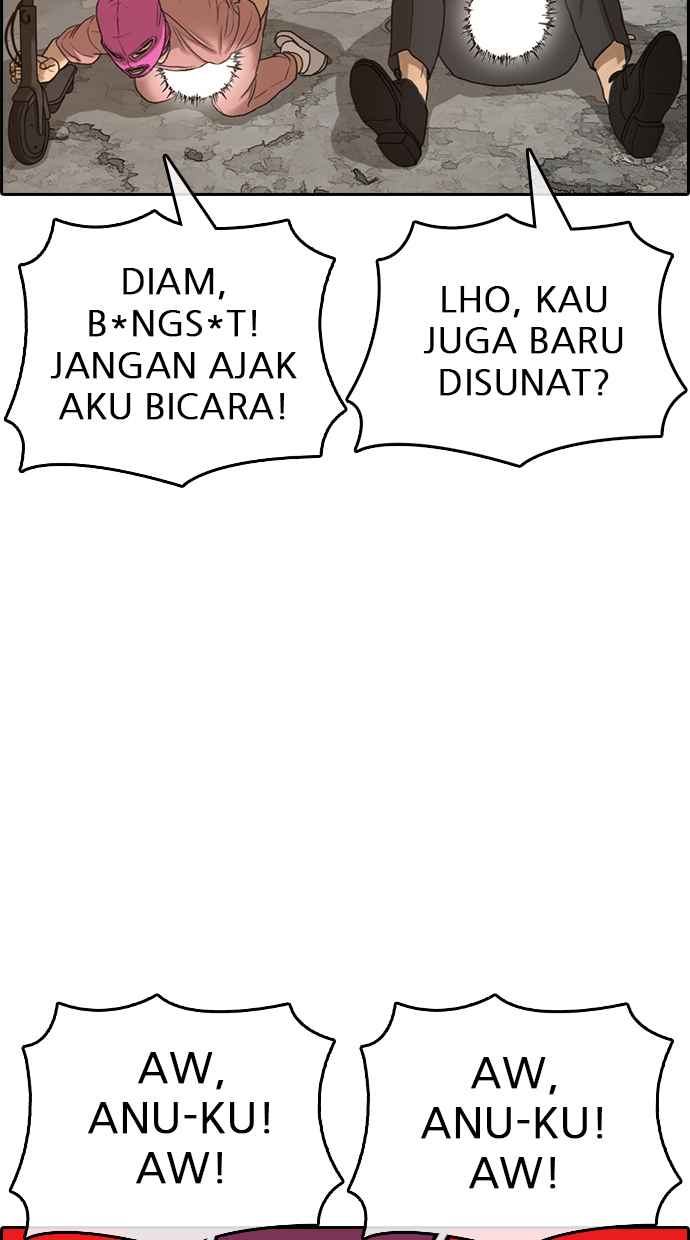 DIAM,
B*NGS*T!
JANGAN AJAK
AKU BICARA!
LHO, KAU
JUGA BARU
DISUNAT?
AW,
ANU-KU!
AW!
AW,
ANU-KU!
AW!